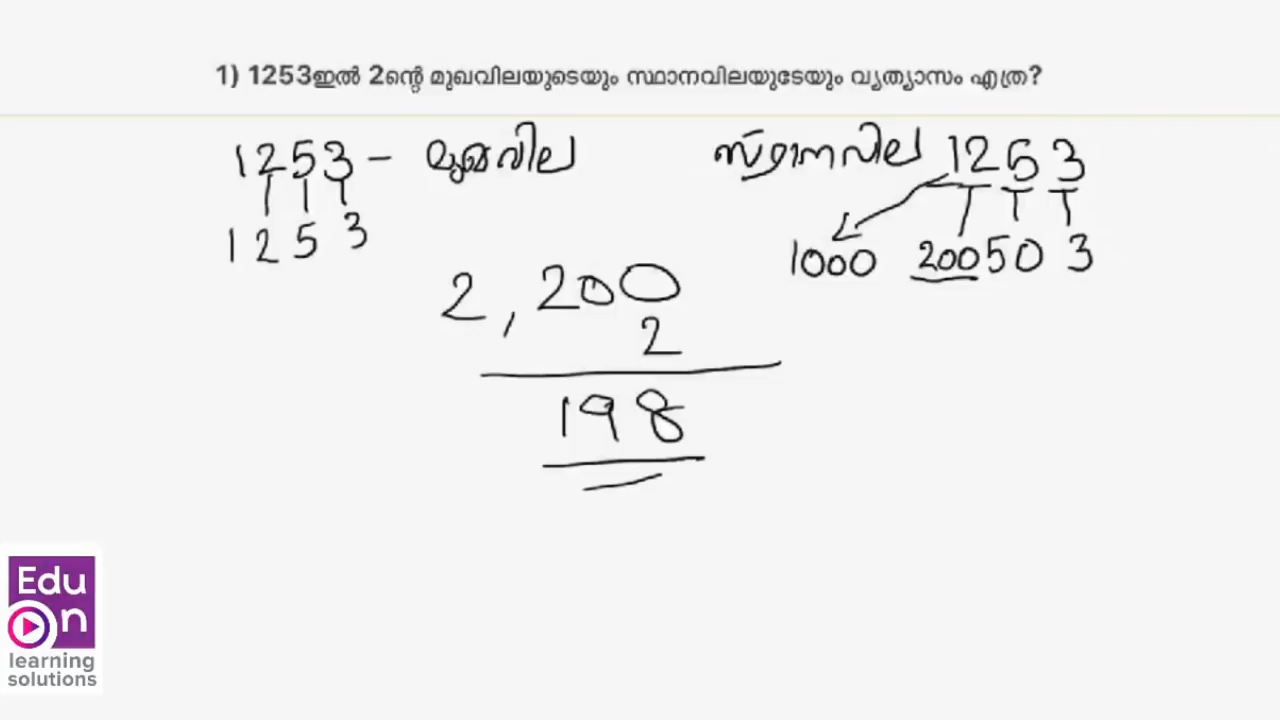 1) 1253ഇൽ 2ന്റെ മുഖവിലയുടെയും സ്ഥാനവിലയുടേയും വ്യത്യാസം എത്ര?
1253 – മുഖവില
1 2 5 3
സ്ഥാനവില 1253
1000 200 50 3
2, 200
2
198
Edu
On
learning
solutions